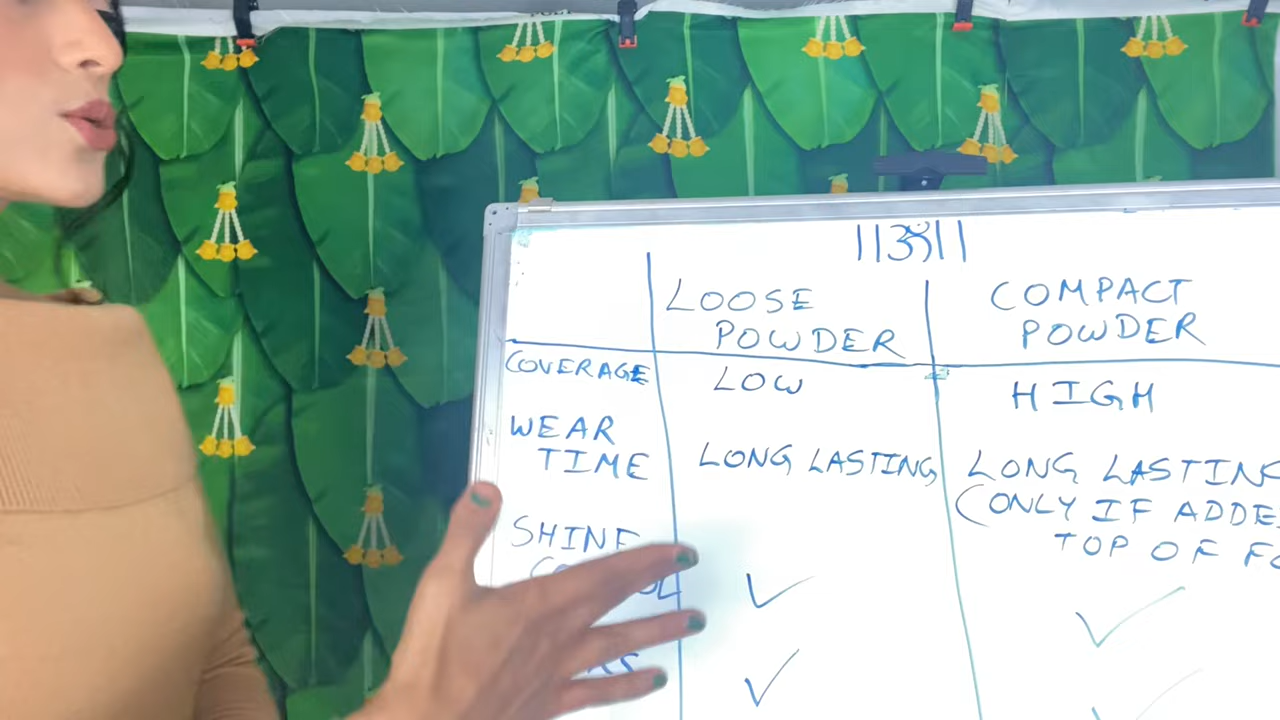 LOOSE
POWDER
COMPACT
POWDER
COVERAGE
LOW
HIGH
WEAR
TIME
LONG LASTING
LONG LASTING
(ONLY IF ADDE
TOP OF FO
SHINE